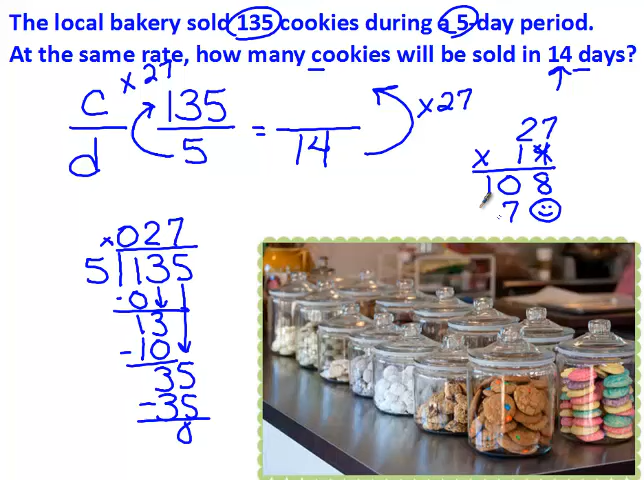 The local bakery sold 135 cookies during a 5-day period.
At the same rate, how many cookies will be sold in 14 days?
x 27
c 135
d 5 = 14
x 27
27
x 14
108
7
x 027
5 135
-0
13
-10
35
-35
0